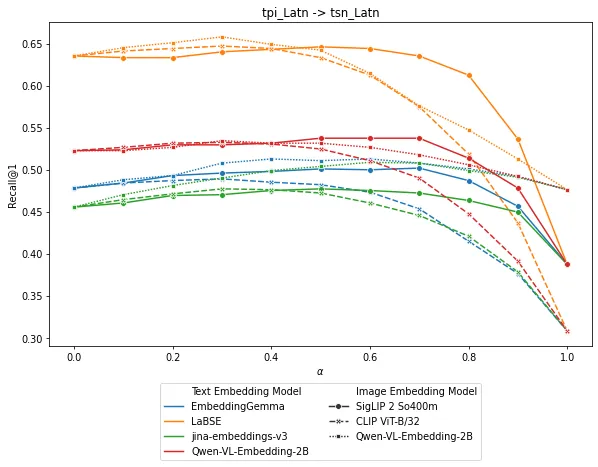 tpi_Latn -> tsn_Latn
Recall@1
0.65
0.60
0.55
0.50
0.45
0.40
0.35
0.30
0.0
0.2
0.4
0.6
0.8
1.0
α
Text Embedding Model
EmbeddingGemma
LaBSE
jina-embeddings-v3
Qwen-VL-Embedding-2B
Image Embedding Model
SigLIP 2 So400m
CLIP ViT-B/32
Qwen-VL-Embedding-2B